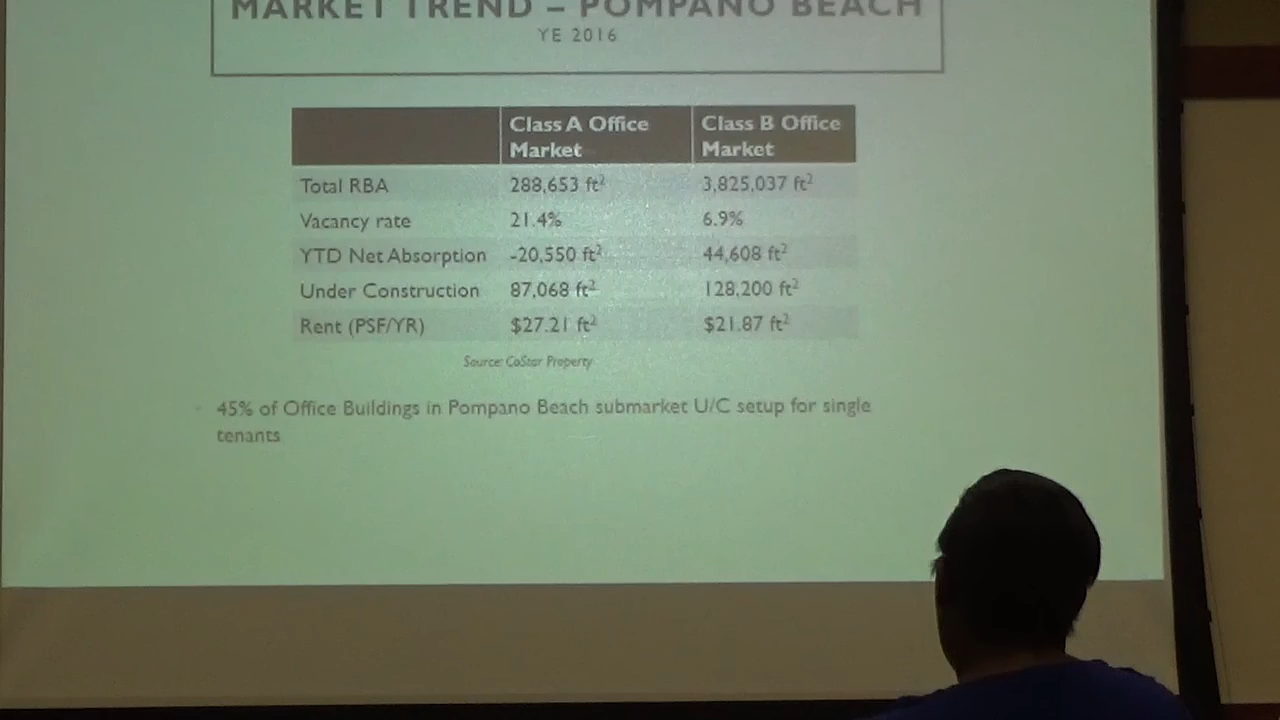 MARKET TREND – POMPANO BEACH
YE 2016
Class A Office Market
Class B Office Market
Total RBA 288,653 ft² 3,825,037 ft²
Vacancy rate 21.4% 6.9%
YTD Net Absorption -20,550 ft² 44,608 ft²
Under Construction 87,068 ft² 128,200 ft²
Rent (PSF/YR) $27.21 ft² $21.87 ft²
Source: CoStar Property
45% of Office Buildings in Pompano Beach submarket U/C setup for single
tenants